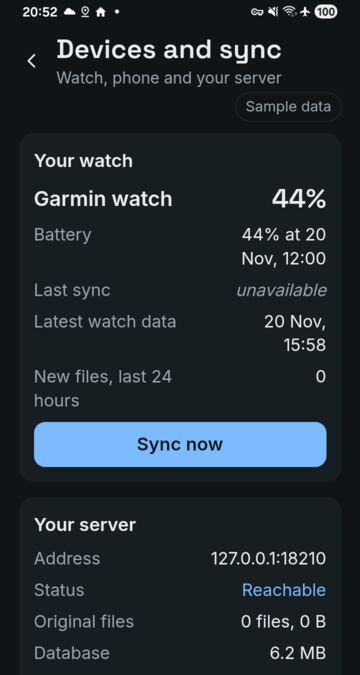 20:52
100
Devices and sync
Watch, phone and your server
Sample data
Your watch
Garmin watch 44%
Battery 44% at 20
Nov, 12:00
Last sync unavailable
Latest watch data 20 Nov,
15:58
New files, last 24 0
hours
Sync now
Your server
Address 127.0.0.1:18210
Status Reachable
Original files 0 files, 0 B
Database 6.2 MB